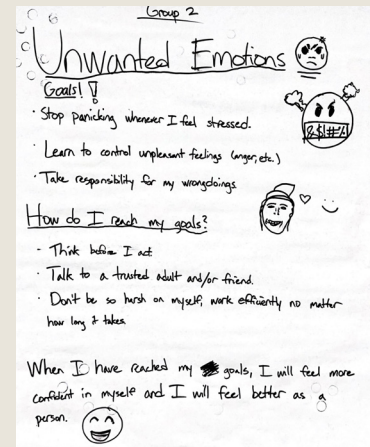 Group 2
Unwanted Emotions
Goals!
· Stop panicking whenever I feel stressed.
&$!#%
· Learn to control unpleasant feelings (anger, etc.)
· Take responsibility for my wrongdoings.
How do I reach my goals?
- Think before I act
· Talk to a trusted adult and/or friend.
· Don't be so harsh on myself, work efficiently no matter
how long it takes.
When I have reached my goals, I will feel more
confident in myself and I will feel better as a
person.